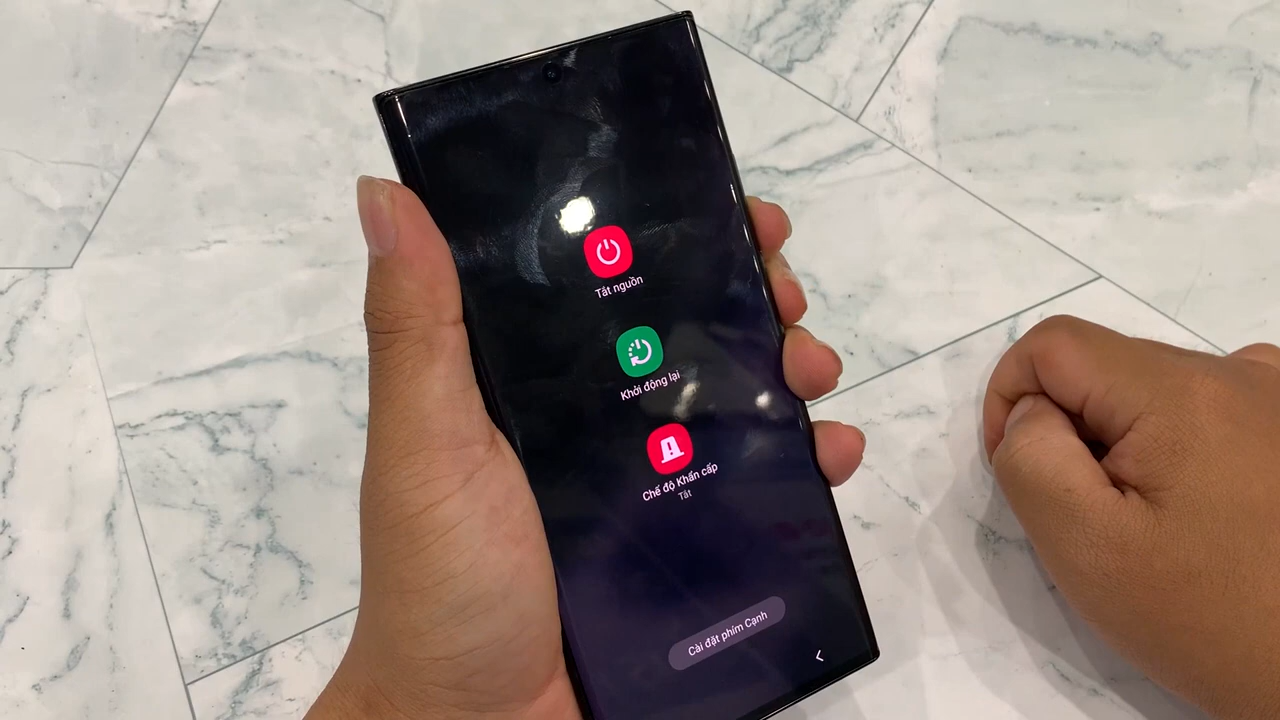 Tắt nguồn
Khởi động lại
Chế độ Khẩn cấp
Tắt
Cài đặt phím Cạnh